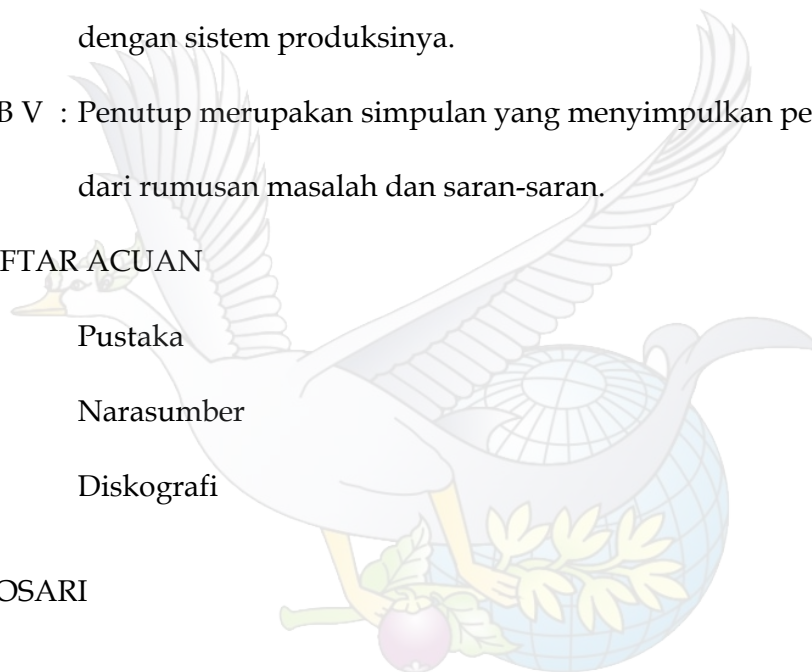 dengan sistem produksinya.
B V : Penutup merupakan simpulan yang menyimpulkan pe
dari rumusan masalah dan saran-saran.
FTAR ACUAN
Pustaka
Narasumber
Diskografi
OSARI